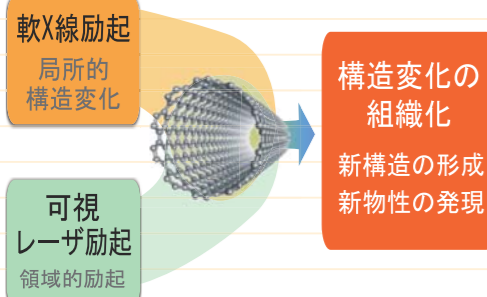 軟X線励起
局所的
構造変化
可視
レーザ励起
領域的励起
構造変化の
組織化
新構造の形成
新物性の発現